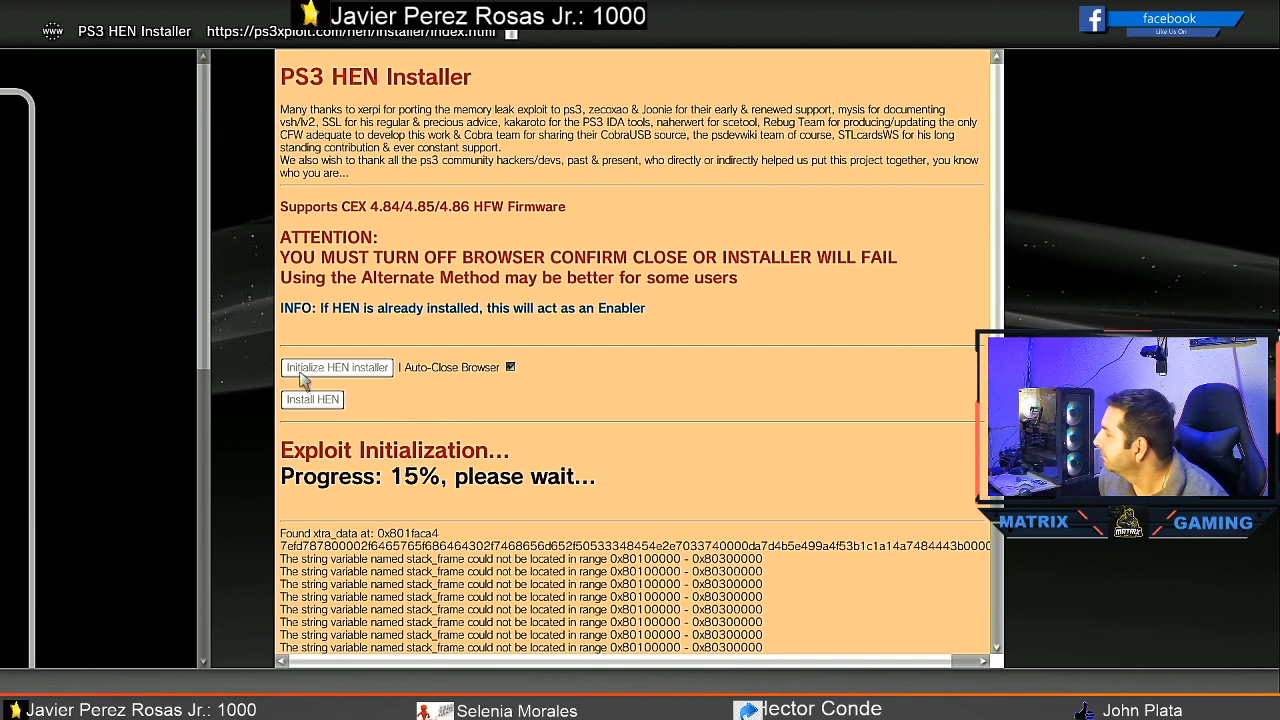 Javier Perez Rosas Jr.: 1000
PS3 HEN Installer https://ps3xploit.com/hen/installer/index.html
facebook
Like Us On
PS3 HEN Installer
Many thanks to xerpi for porting the memory leak exploit to ps3, zecoxao & Joonie for their early & renewed support, mysis for documenting
vsh/lv2, SSL for his regular & precious advice, kakaroto for the PS3 IDA tools, naherwert for scetool, Rebug Team for producing/updating the only
CFW adequate to develop this work & Cobra team for sharing their CobraUSB source, the psdevwiki team of course, STLcardsWS for his long
standing contribution & ever constant support.
We also wish to thank all the ps3 community hackers/devs, past & present, who directly or indirectly helped us put this project together, you know
who you are...
Supports CEX 4.84/4.85/4.86 HFW Firmware
ATTENTION:
YOU MUST TURN OFF BROWSER CONFIRM CLOSE OR INSTALLER WILL FAIL
Using the Alternate Method may be better for some users
INFO: If HEN is already installed, this will act as an Enabler
Initialize HEN installer | Auto-Close Browser
Install HEN
Exploit Initialization...
Progress: 15%, please wait...
Found xtra_data at: 0x801faca4
7efd787800002f6465765f686464302f7468656d652f50533348454e2e7033740000da7d4b5e499a4f53b1c1a14a7484443b0000
The string variable named stack_frame could not be located in range 0x80100000 - 0x80300000
The string variable named stack_frame could not be located in range 0x80100000 - 0x80300000
The string variable named stack_frame could not be located in range 0x80100000 - 0x80300000
The string variable named stack_frame could not be located in range 0x80100000 - 0x80300000
The string variable named stack_frame could not be located in range 0x80100000 - 0x80300000
The string variable named stack_frame could not be located in range 0x80100000 - 0x80300000
The string variable named stack_frame could not be located in range 0x80100000 - 0x80300000
The string variable named stack_frame could not be located in range 0x80100000 - 0x80300000
MATRIX GAMING
Javier Perez Rosas Jr.: 1000
Selenia Morales
Hector Conde
John Plata